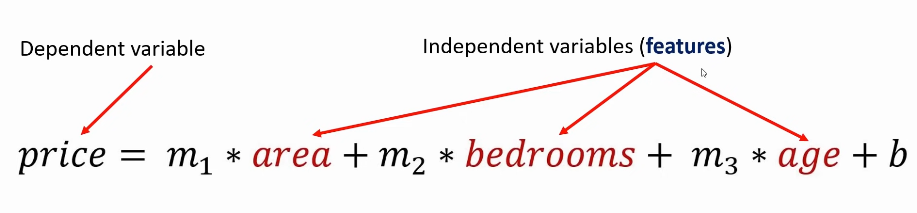 Dependent variable
Independent variables (features)
price = m₁ * area + m₂ * bedrooms + m₃ * age + b